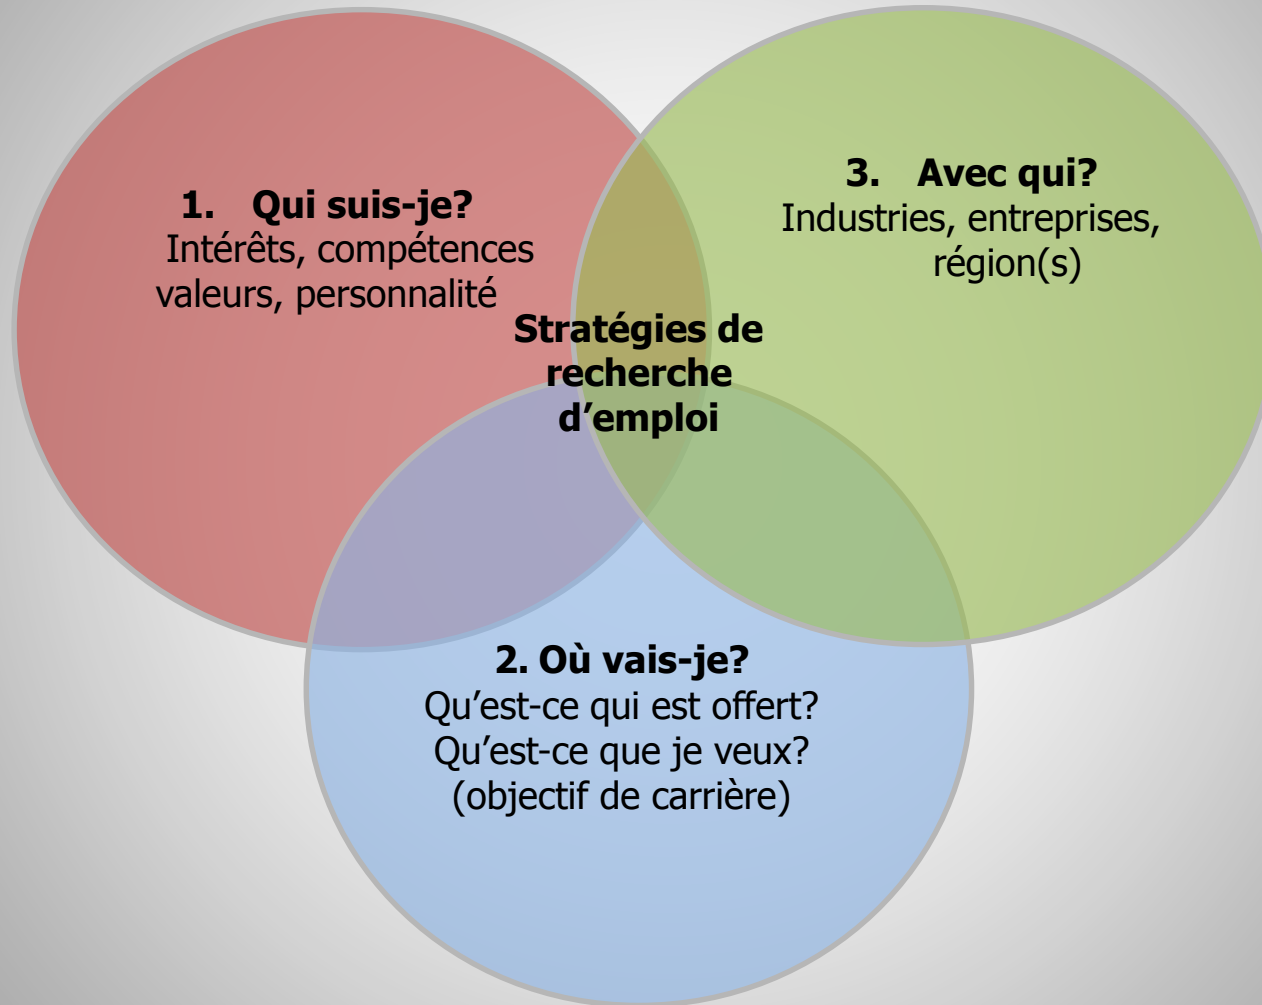 1. Qui suis-je?
Intérêts, compétences
valeurs, personnalité
3. Avec qui?
Industries, entreprises,
région(s)
Stratégies de
recherche
d’emploi
2. Où vais-je?
Qu’est-ce qui est offert?
Qu’est-ce que je veux?
(objectif de carrière)